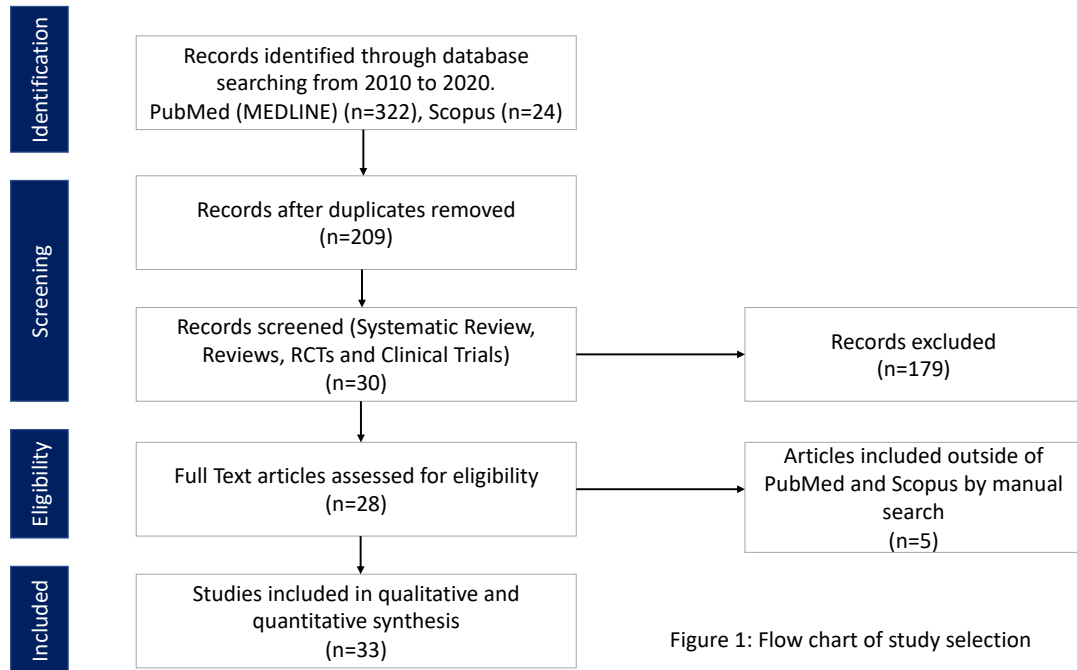 Identification
Records identified through database
searching from 2010 to 2020.
PubMed (MEDLINE) (n=322), Scopus (n=24)
Screening
Records after duplicates removed
(n=209)
Records screened (Systematic Review,
Reviews, RCTs and Clinical Trials)
(n=30)
Records excluded
(n=179)
Eligibility
Full Text articles assessed for eligibility
(n=28)
Articles included outside of
PubMed and Scopus by manual
search
(n=5)
Included
Studies included in qualitative and
quantitative synthesis
(n=33)
Figure 1: Flow chart of study selection